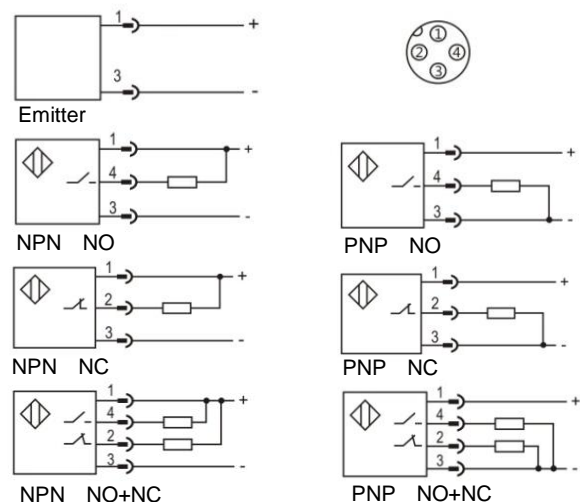 1 +
3 -
Emitter
① ② ④ ③
1 +
4
3 -
NPN NO
1 +
4
3 -
PNP NO
1 +
2
3 -
NPN NC
1 +
2
3 -
PNP NC
1 +
4
2
3 -
NPN NO+NC
1 +
4
2
3 -
PNP NO+NC